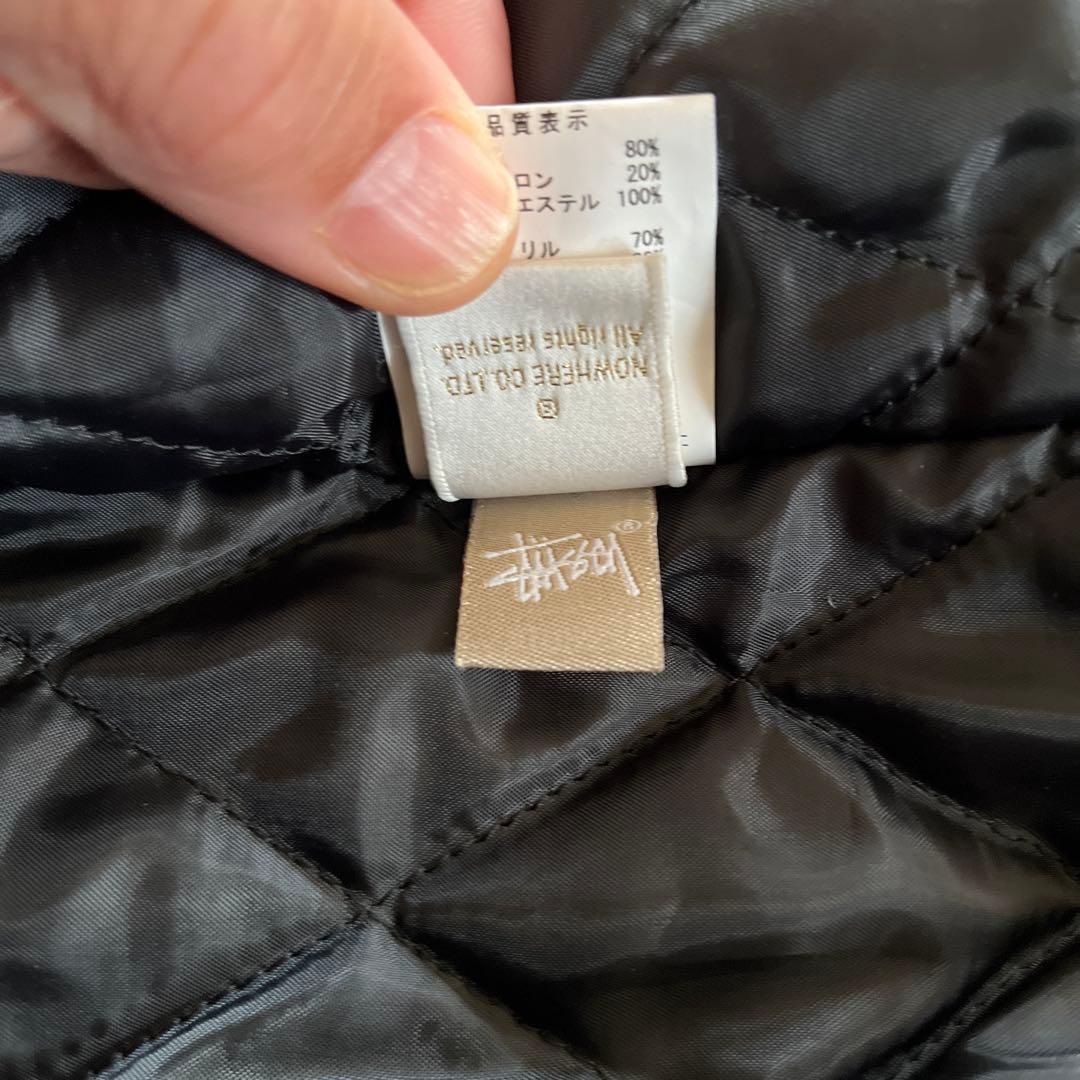 品質表示
80%
ロン 20%
エステル 100%
リル 70%
Ⓡ
NOWHERE CO.,LTD.
All rights reserved.
Stüssy ®